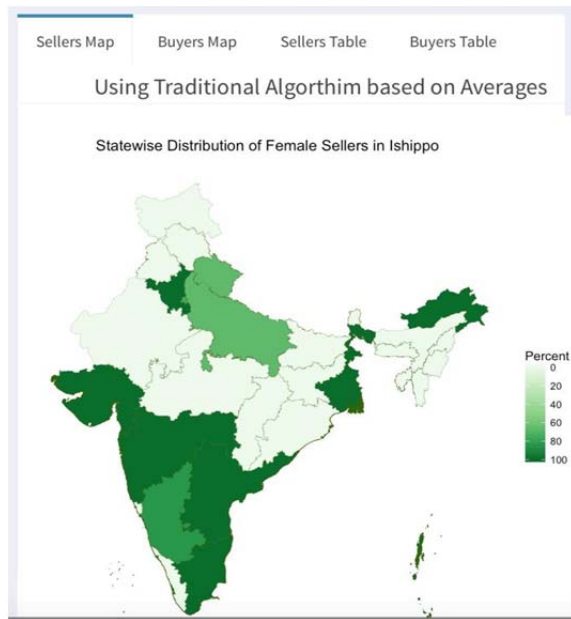 Sellers Map Buyers Map Sellers Table Buyers Table
Using Traditional Algorthim based on Averages
Statewise Distribution of Female Sellers in Ishippo
Percent
0
20
40
60
80
100